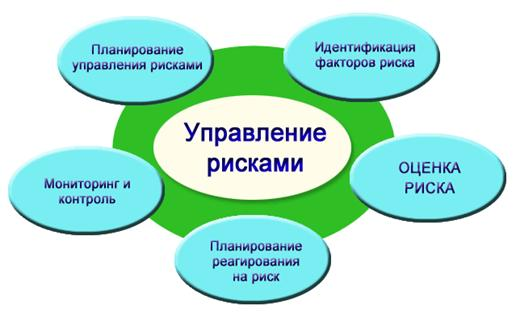 Планирование
управления рисками
Идентификация
факторов риска
Управление
рисками
ОЦЕНКА
РИСКА
Мониторинг и
контроль
Планирование
реагирования
на риск